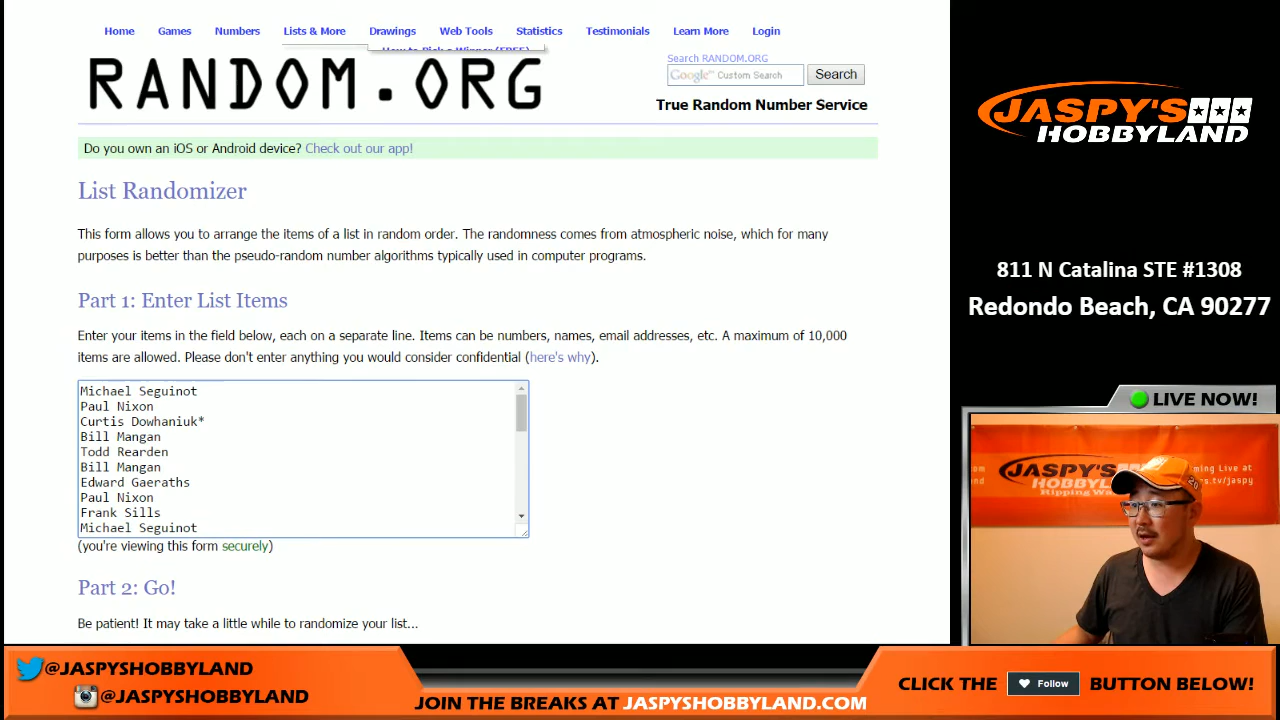 Home Games Numbers Lists & More Drawings Web Tools Statistics Testimonials Learn More Login
How to Pick a Winner (FREE)
RANDOM.ORG
Search RANDOM.ORG
Google™ Custom Search Search
True Random Number Service
Do you own an iOS or Android device? Check out our app!
List Randomizer
This form allows you to arrange the items of a list in random order. The randomness comes from atmospheric noise, which for many
purposes is better than the pseudo-random number algorithms typically used in computer programs.
Part 1: Enter List Items
Enter your items in the field below, each on a separate line. Items can be numbers, names, email addresses, etc. A maximum of 10,000
items are allowed. Please don't enter anything you would consider confidential (here's why).
Michael Seguinot
Paul Nixon
Curtis Dowhaniuk*
Bill Mangan
Todd Rearden
Bill Mangan
Edward Gaeraths
Paul Nixon
Frank Sills
Michael Seguinot
(you're viewing this form securely)
Part 2: Go!
Be patient! It may take a little while to randomize your list...
JASPY'S
HOBBYLAND
811 N Catalina STE #1308
Redondo Beach, CA 90277
LIVE NOW!
JASPY'S
HOBBYLAND
@JASPYSHOBBYLAND
@JASPYSHOBBYLAND
JOIN THE BREAKS AT JASPYSHOBBYLAND.COM
CLICK THE Follow BUTTON BELOW!